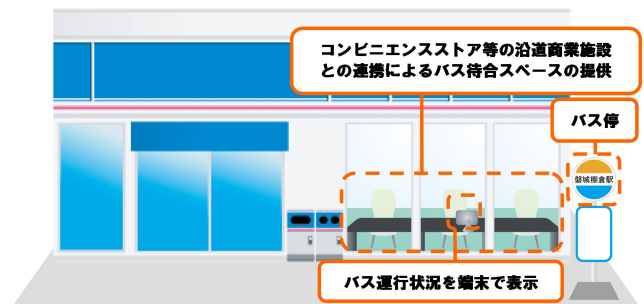 コンビニエンスストア等の沿道商業施設
との連携によるバス待合スペースの提供
バス停
磐城棚倉駅
バス運行状況を端末で表示